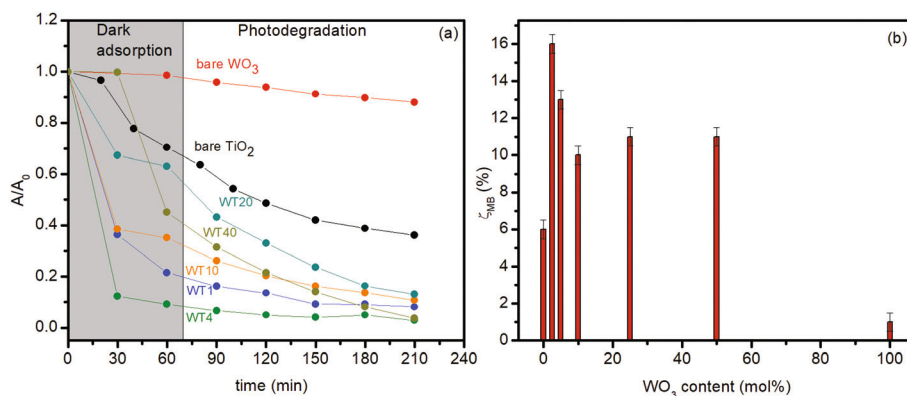 1.2
1.0
0.8
0.6
0.4
0.2
0.0
A/A0
Dark
adsorption
Photodegradation
(a)
bare WO3
bare TiO2
WT20
WT40
WT10
WT1
WT4
0 30 60 90 120 150 180 210 240
time (min)
16
14
12
10
8
6
4
2
0
ζMB (%)
(b)
0 20 40 60 80 100
WO3 content (mol%)